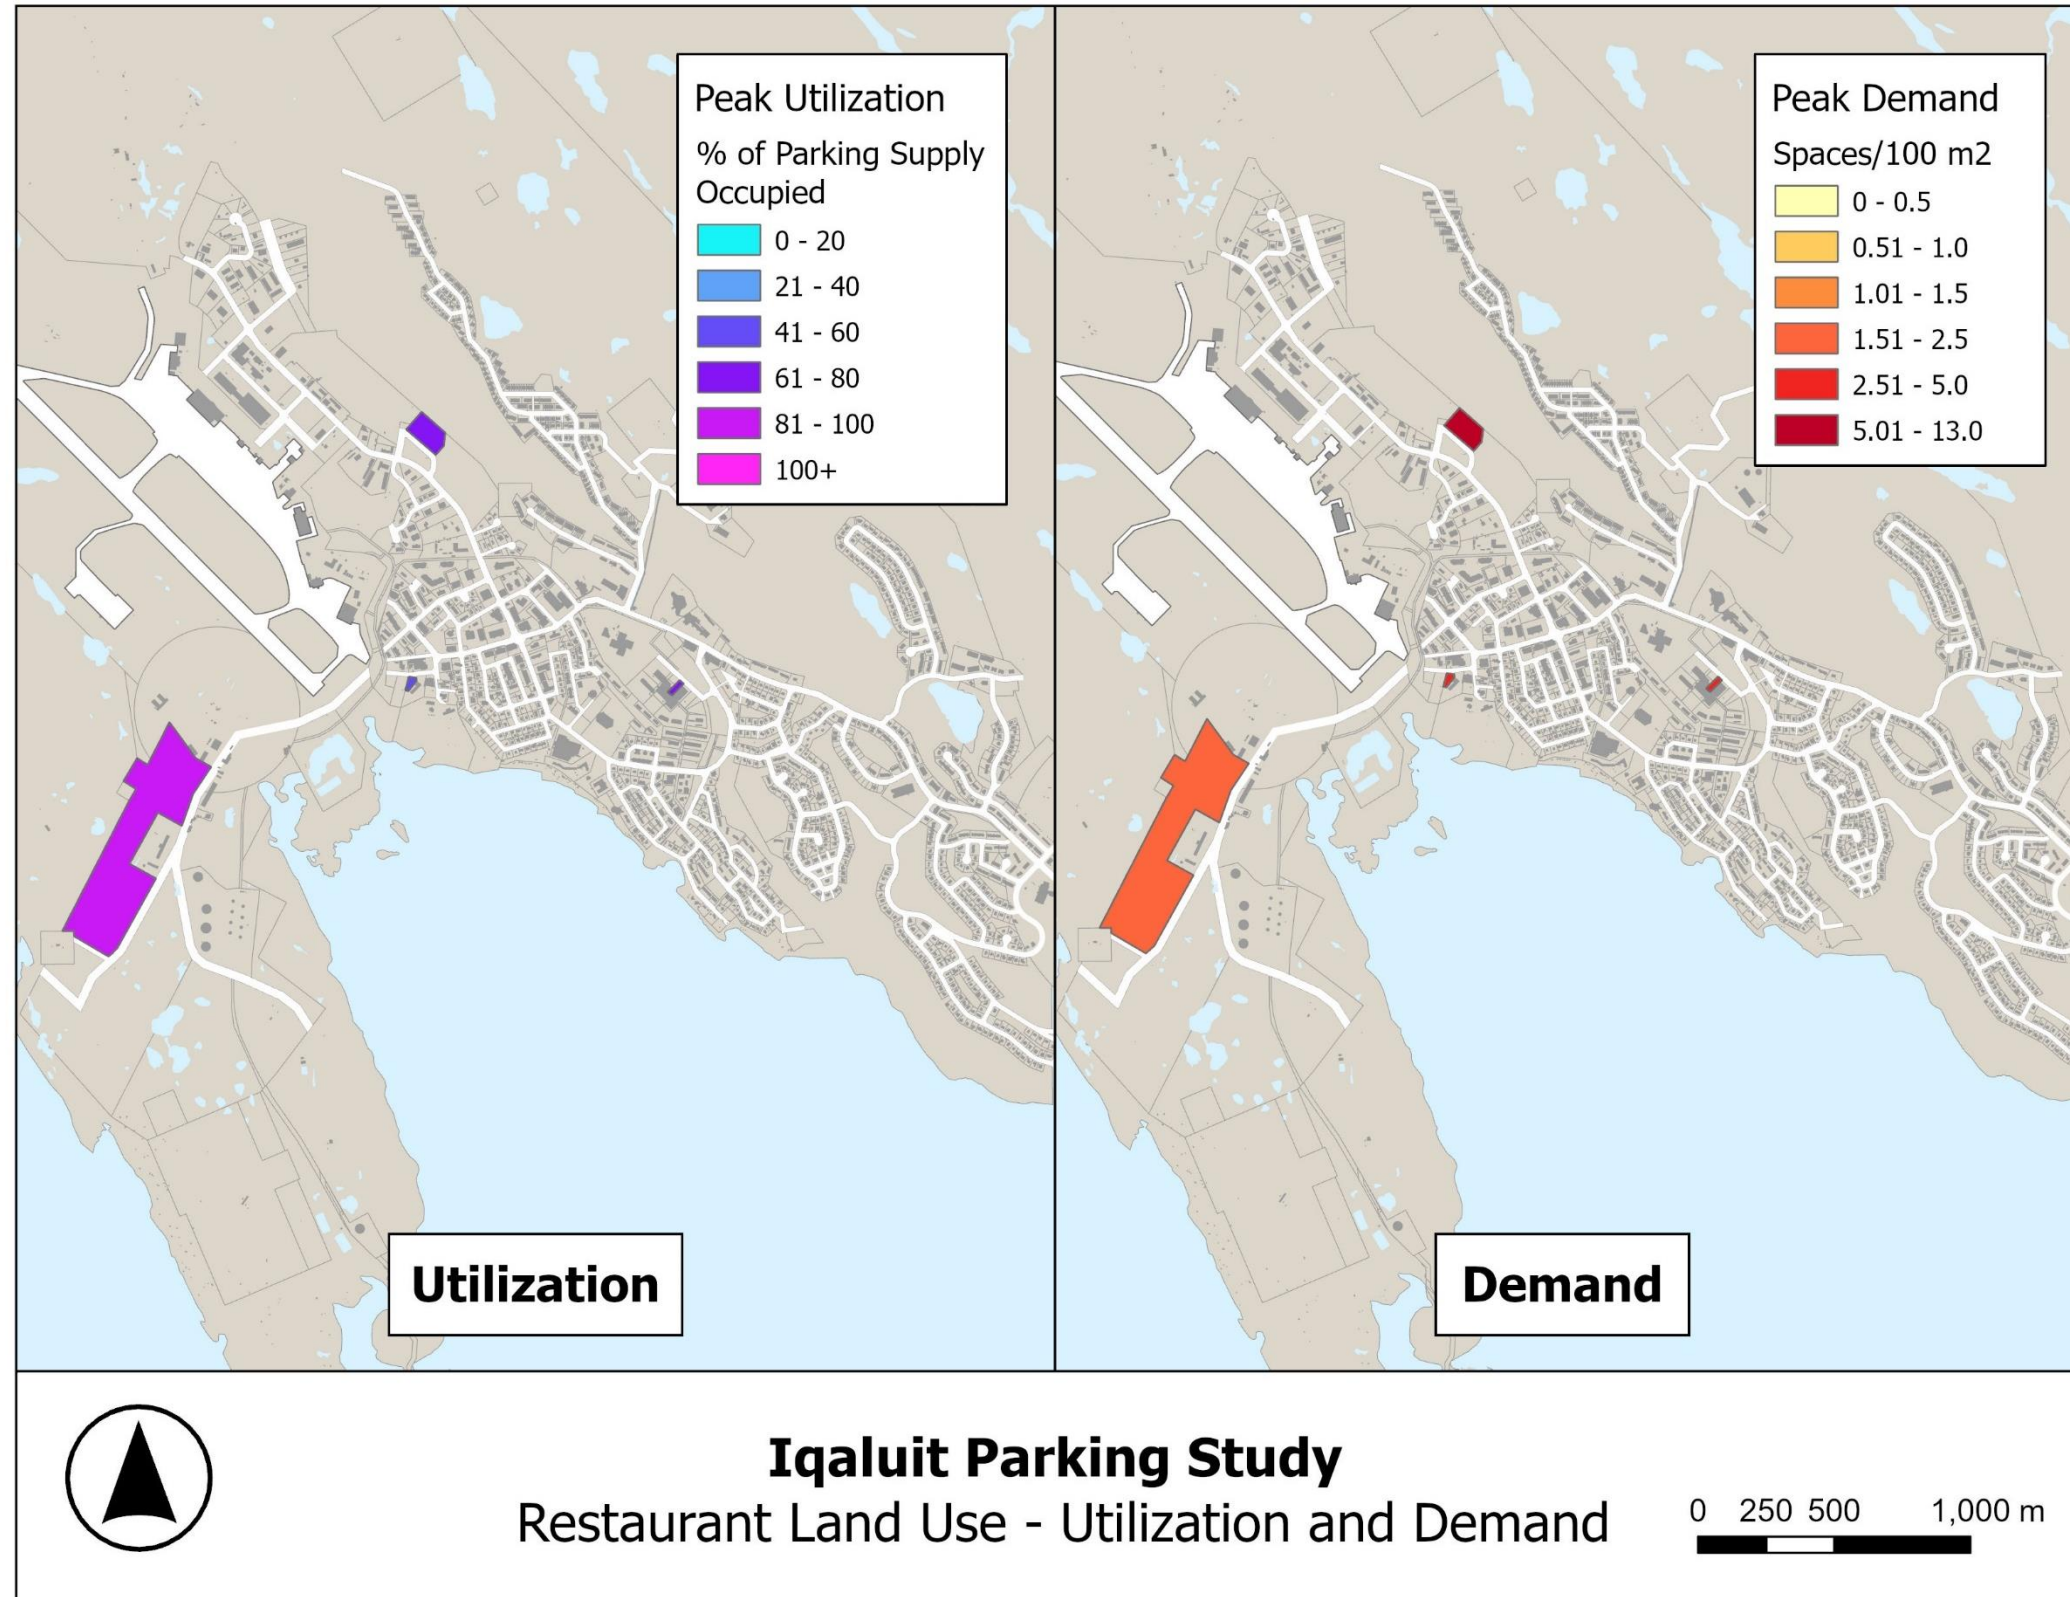 Peak Utilization
% of Parking Supply
Occupied
0 - 20
21 - 40
41 - 60
61 - 80
81 - 100
100+
Utilization
Peak Demand
Spaces/100 m2
0 - 0.5
0.51 - 1.0
1.01 - 1.5
1.51 - 2.5
2.51 - 5.0
5.01 - 13.0
Demand
Iqaluit Parking Study
Restaurant Land Use - Utilization and Demand
0 250 500 1,000 m